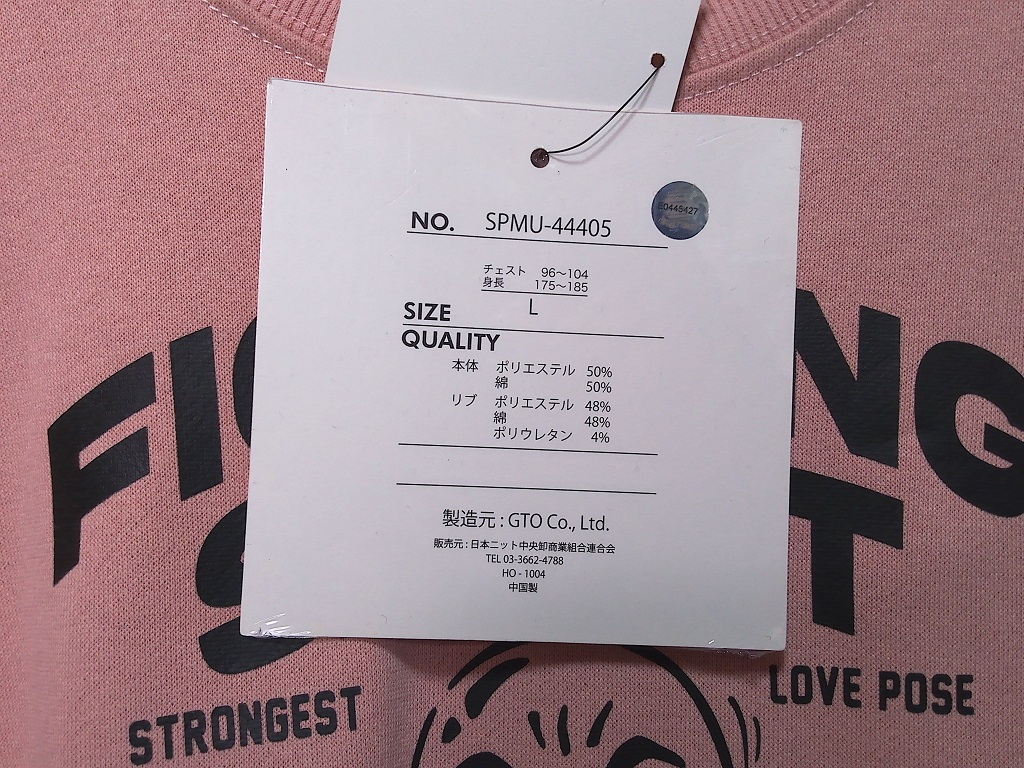 NO. SPMU-44405
E0445427
チェスト 96～104
身長 175～185
SIZE L
QUALITY
本体 ポリエステル 50%
綿 50%
リブ ポリエステル 48%
綿 48%
ポリウレタン 4%
製造元 : GTO Co., Ltd.
販売元 : 日本ニット中央卸商業組合連合会
TEL 03-3662-4788
HO - 1004
中国製
STRONGEST
LOVE POSE